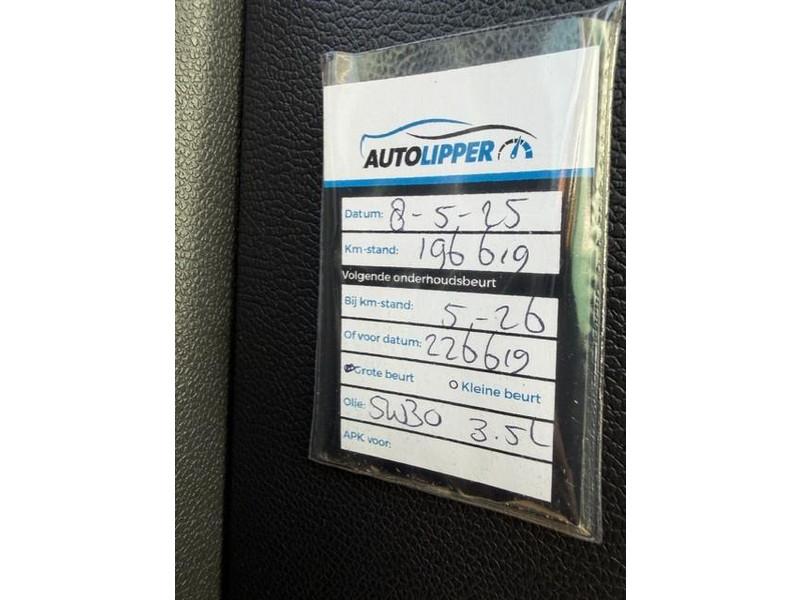 AUTOLIPPER
Datum: 8-5-25
Km-stand: 196619
Volgende onderhoudsbeurt
Bij km-stand: 5-26
Of voor datum: 226619
Grote beurt Kleine beurt
Olie: 5W30 3.5L
APK voor: